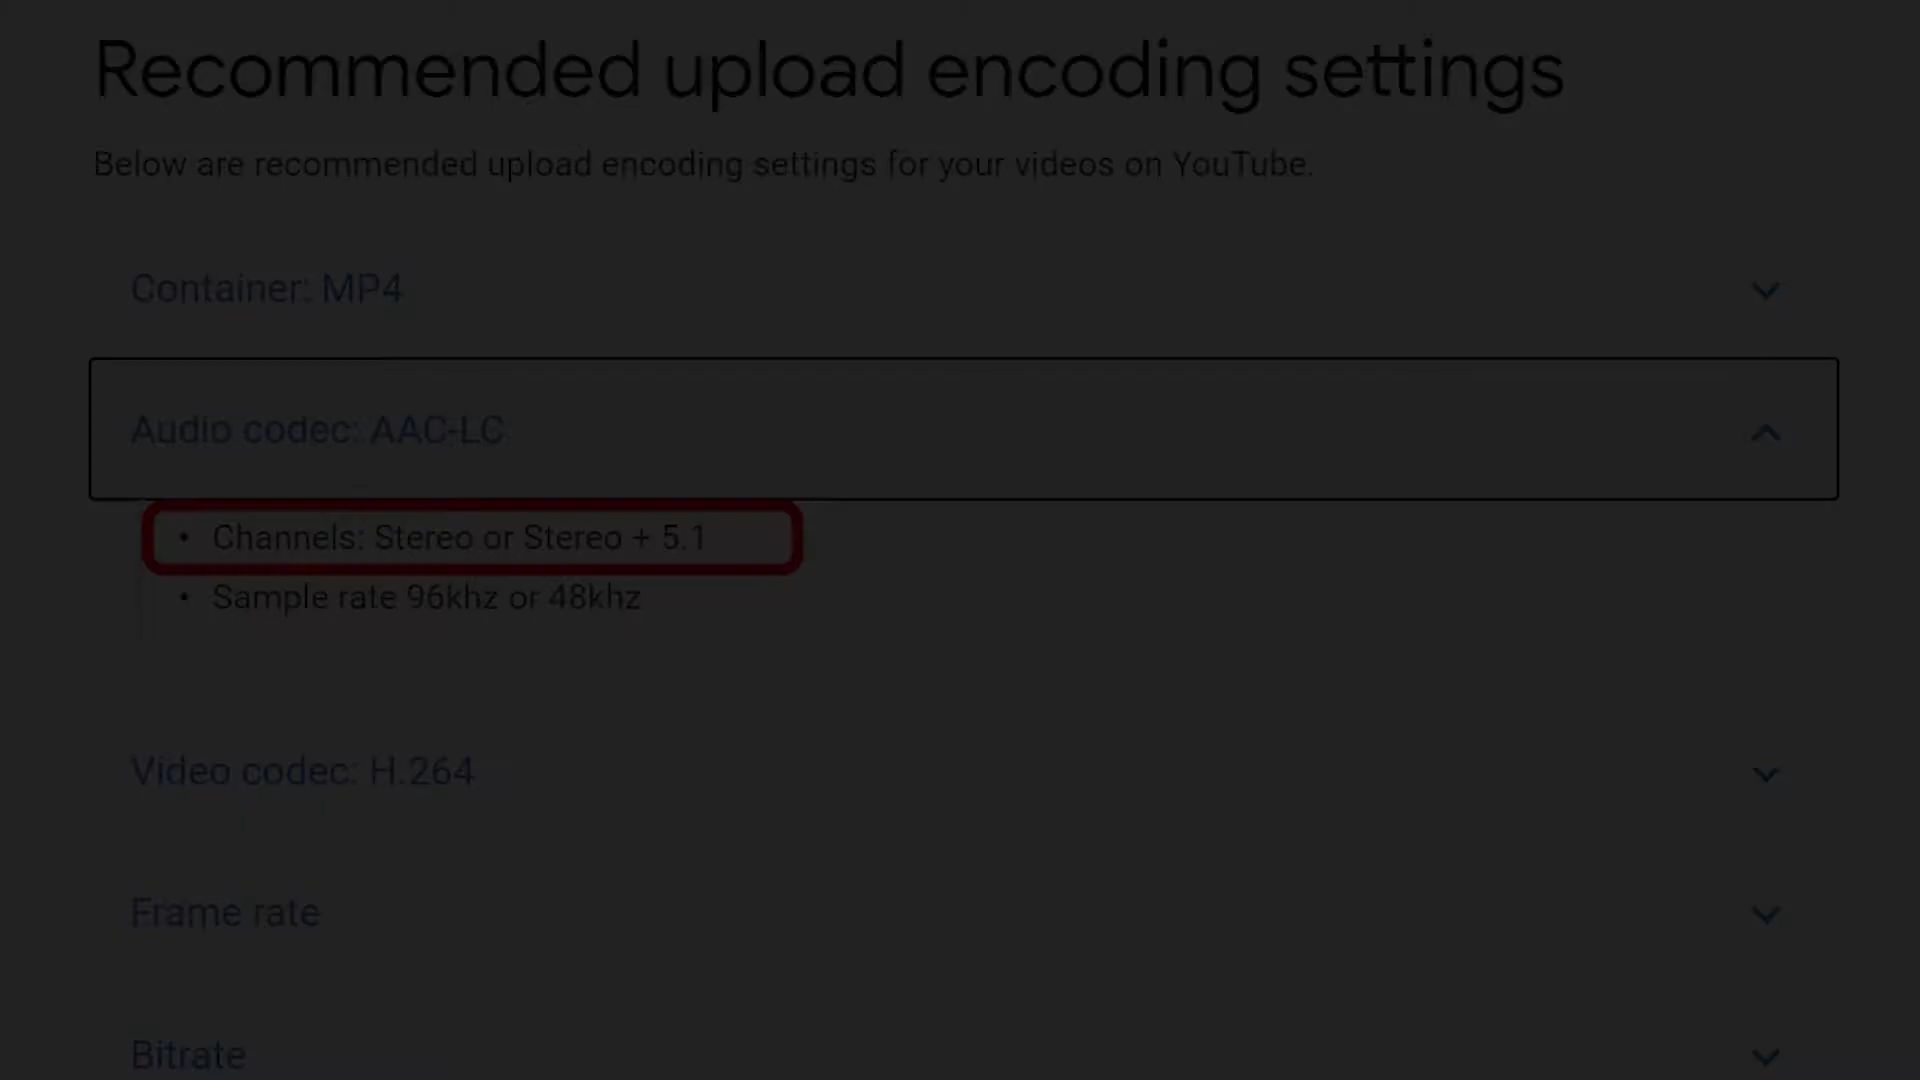 Recommended upload encoding settings
Below are recommended upload encoding settings for your videos on YouTube.
Container: MP4
Audio codec: AAC-LC
• Channels: Stereo or Stereo + 5.1
• Sample rate 96khz or 48khz
Video codec: H.264
Frame rate
Bitrate